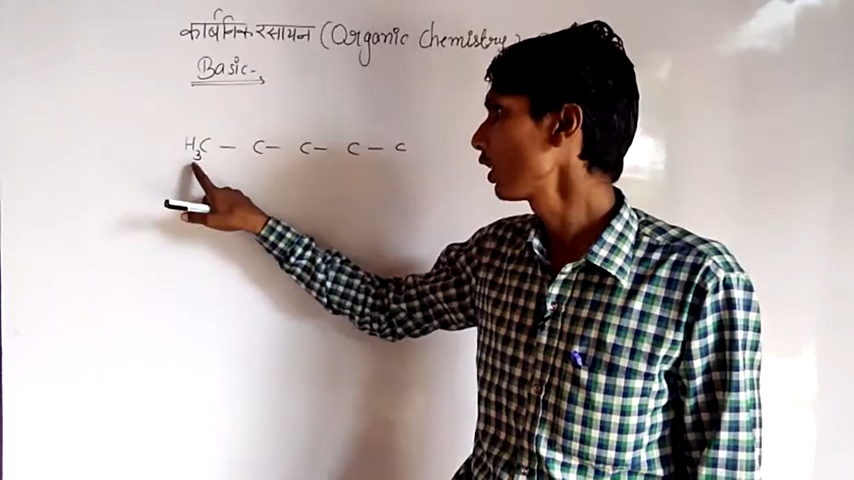 कार्बनिक रसायन (Organic Chemistry)
Basic-
H₃C — C — C — C — C